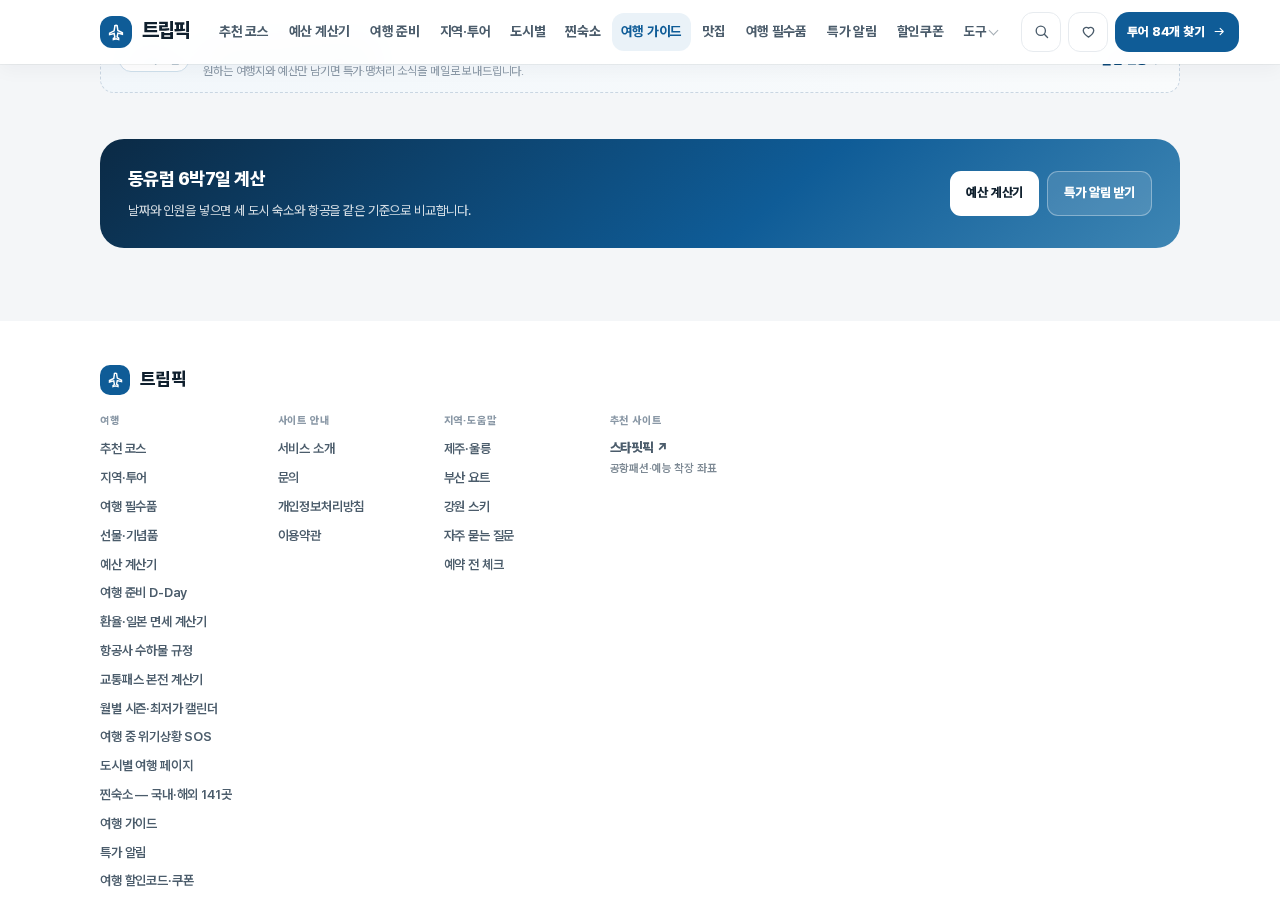 트립픽
추천 코스
예산 계산기
여행 준비
지역·투어
도시별
찐숙소
여행 가이드
맛집
여행 필수품
특가 알림
할인쿠폰
도구
투어 84개 찾기 →
원하는 여행지와 예산만 남기면 특가·땡처리 소식을 메일로 보내드립니다.
동유럽 6박7일 계산
날짜와 인원을 넣으면 세 도시 숙소와 항공을 같은 기준으로 비교합니다.
예산 계산기
특가 알림 받기
트립픽
여행
추천 코스
지역·투어
여행 필수품
선물·기념품
예산 계산기
여행 준비 D-Day
환율·일본 면세 계산기
항공사 수하물 규정
교통패스 본전 계산기
월별 시즌·최저가 캘린더
여행 중 위기상황 SOS
도시별 여행 페이지
찐숙소 — 국내·해외 141곳
여행 가이드
특가 알림
여행 할인코드·쿠폰
사이트 안내
서비스 소개
문의
개인정보처리방침
이용약관
지역·도움말
제주·울릉
부산 요트
강원 스키
자주 묻는 질문
예약 전 체크
추천 사이트
스타핏픽 ↗
공항패션·예능 착장 좌표